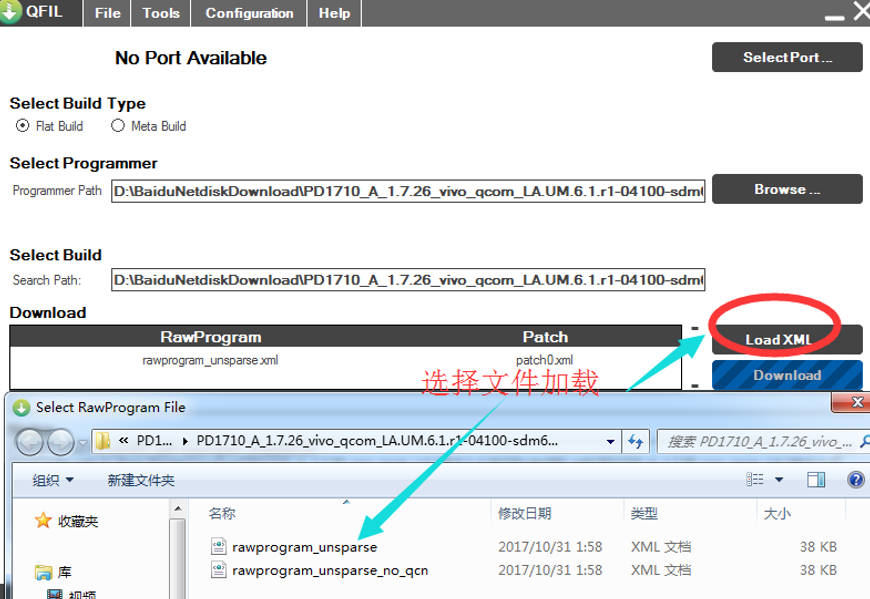 QFIL File Tools Configuration Help
No Port Available
Select Port ...
Select Build Type
Flat Build Meta Build
Select Programmer
Programmer Path D:\BaiduNetdiskDownload\PD1710_A_1.7.26_vivo_qcom_LA.UM.6.1.r1-04100-sdm6 Browse ...
Select Build
Search Path: D:\BaiduNetdiskDownload\PD1710_A_1.7.26_vivo_qcom_LA.UM.6.1.r1-04100-sdm6
Download
RawProgram Patch
Load XML
rawprogram_unsparse.xml patch0.xml
Download
选择文件加载
Select RawProgram File
« PD1... PD1710_A_1.7.26_vivo_qcom_LA.UM.6.1.r1-04100-sdm6... 搜索 PD1710_A_1.7.26_vivo_...
组织 新建文件夹
收藏夹
库
视频
名称 修改日期 类型 大小
rawprogram_unsparse 2017/10/31 1:58 XML 文档 38 KB
rawprogram_unsparse_no_qcn 2017/10/31 1:58 XML 文档 38 KB